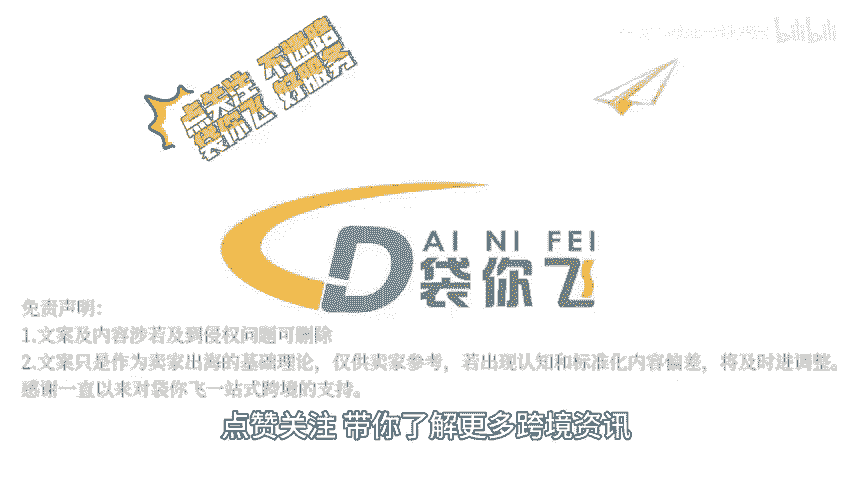 点关注 不迷路
袋你飞 好服务
bilibili
DAI NI FEI
袋你飞
免责声明：
1.文案及内容涉若及到侵权问题可删除
2.文案只是作为卖家出海的基础理论，仅供卖家参考，若出现认知和标准化内容偏差，将及时进调整。
感谢一直以来对袋你飞一站式跨境的支持。
点赞关注 带你了解更多跨境资讯